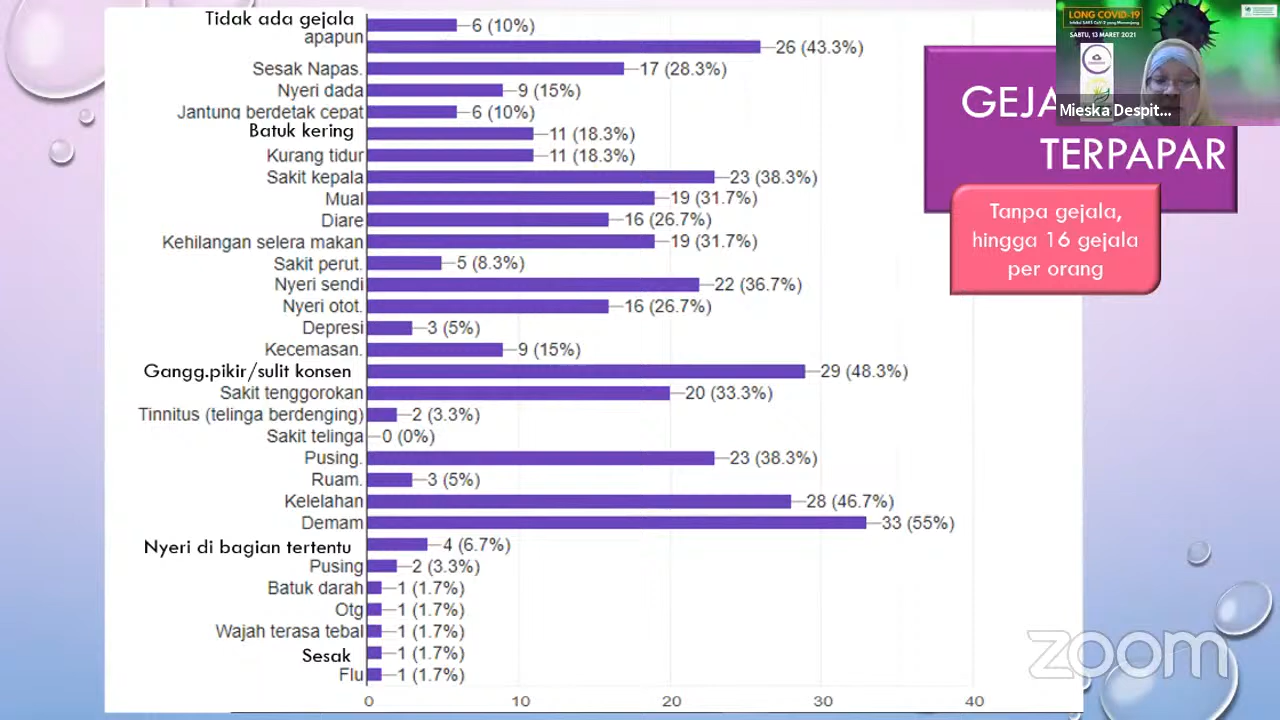 Tidak ada gejala
apapun
6 (10%)
26 (43.3%)
Sesak Napas. 17 (28.3%)
Nyeri dada 9 (15%)
Jantung berdetak cepat 6 (10%)
Batuk kering 11 (18.3%)
Kurang tidur 11 (18.3%)
Sakit kepala 23 (38.3%)
Mual 19 (31.7%)
Diare 16 (26.7%)
Kehilangan selera makan 19 (31.7%)
Sakit perut. 5 (8.3%)
Nyeri sendi 22 (36.7%)
Nyeri otot. 16 (26.7%)
Depresi 3 (5%)
Kecemasan. 9 (15%)
Gangg.pikir/sulit konsen 29 (48.3%)
Sakit tenggorokan 20 (33.3%)
Tinnitus (telinga berdenging) 2 (3.3%)
Sakit telinga 0 (0%)
Pusing. 23 (38.3%)
Ruam. 3 (5%)
Kelelahan 28 (46.7%)
Demam 33 (55%)
Nyeri di bagian tertentu 4 (6.7%)
Pusing 2 (3.3%)
Batuk darah 1 (1.7%)
Otg 1 (1.7%)
Wajah terasa tebal 1 (1.7%)
Sesak 1 (1.7%)
Flu 1 (1.7%)
0 10 20 30 40
GEJA
TERPAPAR
Tanpa gejala,
hingga 16 gejala
per orang
LONG COVID-19
SABTU, 13 MARET 2021
Mieska Despit...
zoom